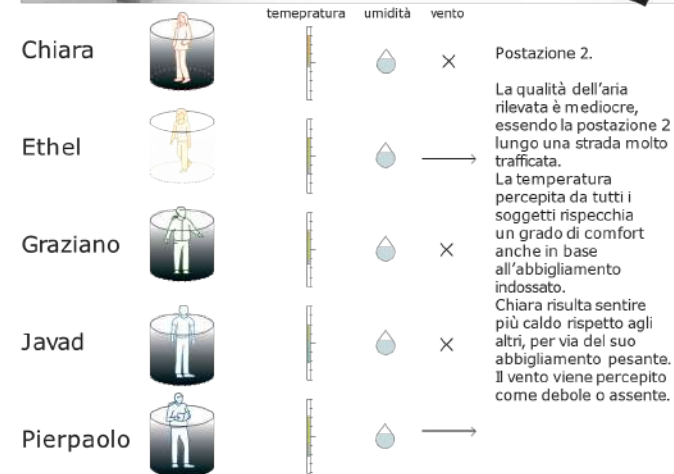 temepratura umidità vento
Chiara
Postazione 2.
La qualità dell'aria
rilevata è mediocre,
essendo la postazione 2
lungo una strada molto
trafficata.
La temperatura
percepita da tutti i
soggetti rispecchia
un grado di comfort
anche in base
all'abbigliamento
indossato.
Chiara risulta sentire
più caldo rispetto agli
altri, per via del suo
abbigliamento pesante.
Il vento viene percepito
come debole o assente.
Ethel
Graziano
Javad
Pierpaolo